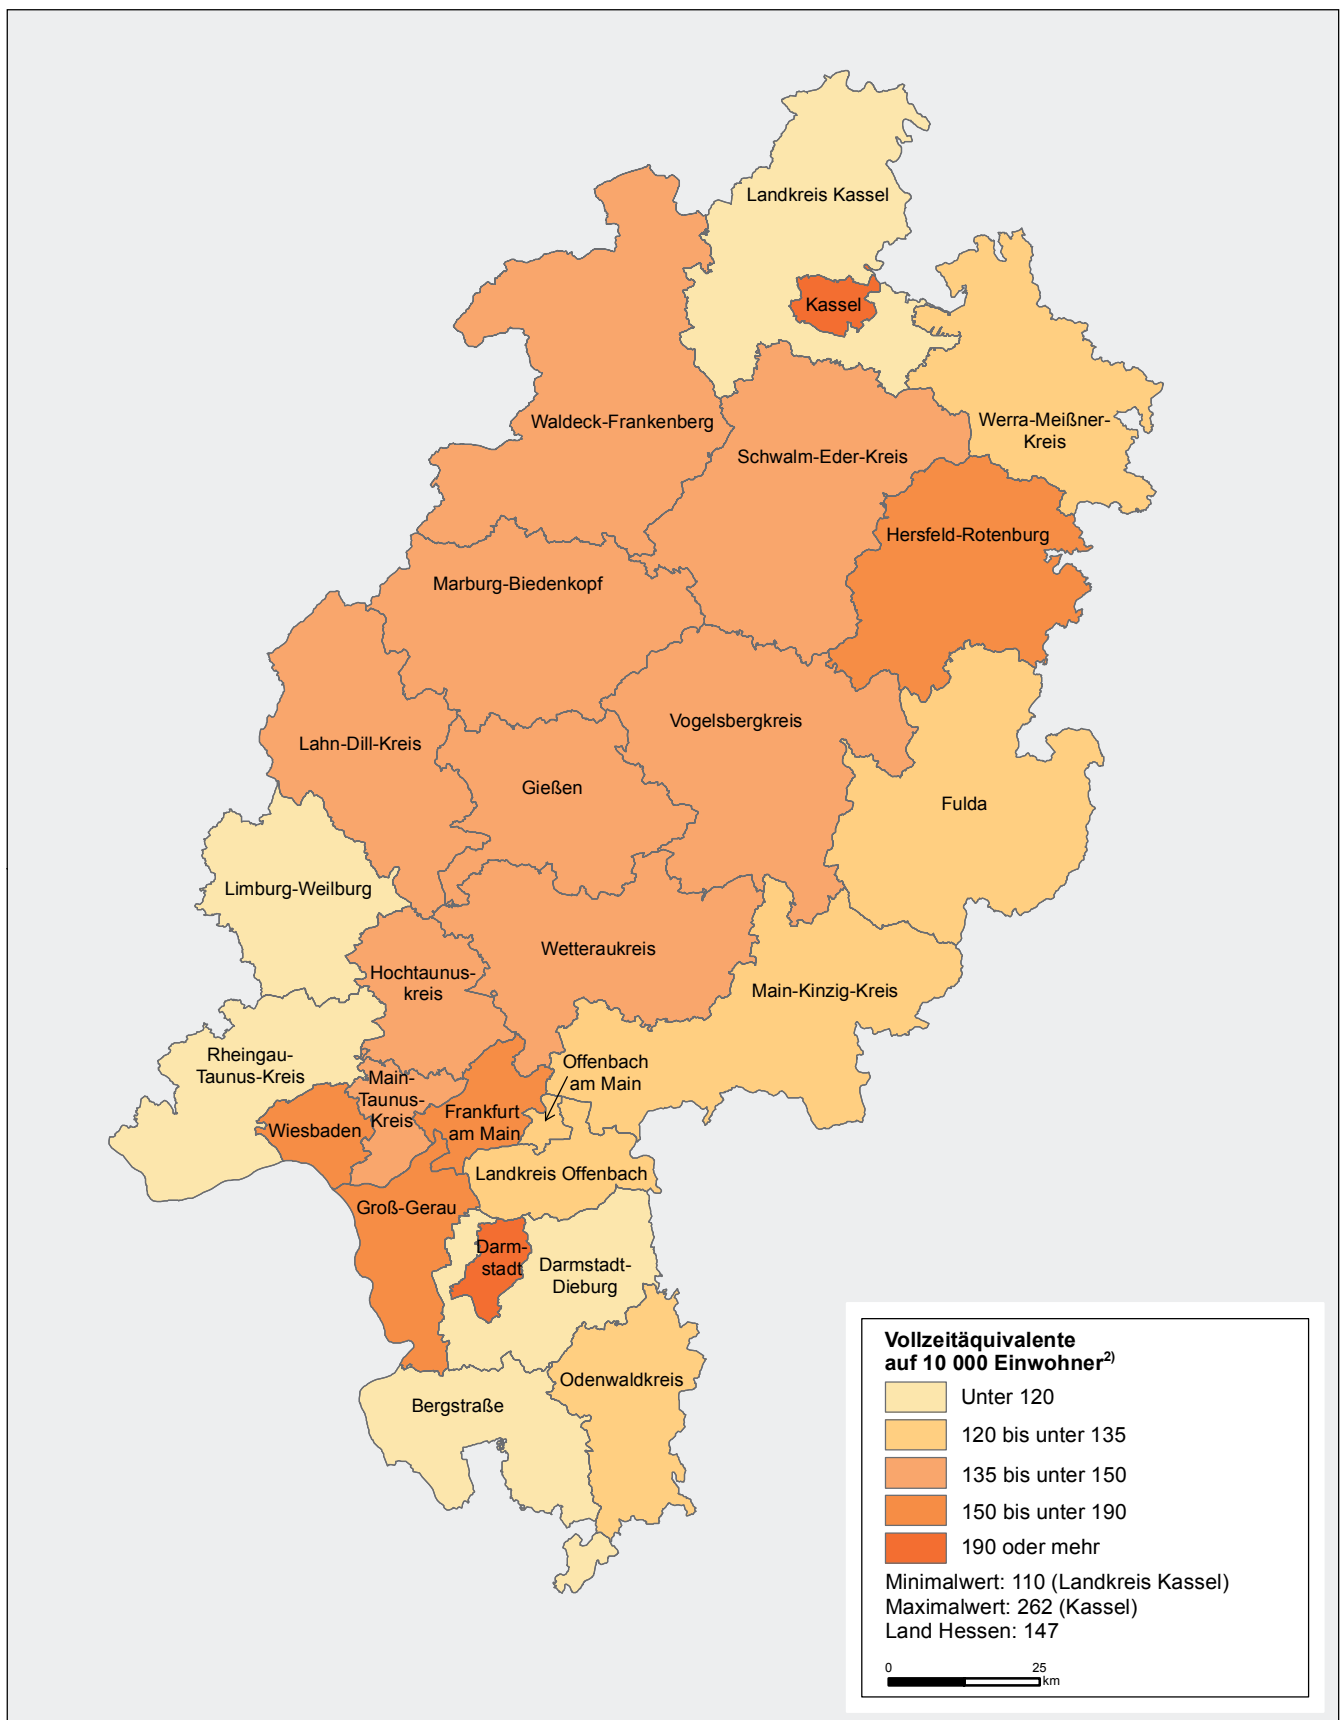 Landkreis Kassel
Kassel
Waldeck-Frankenberg
Werra-Meißner-
Kreis
Schwalm-Eder-Kreis
Hersfeld-Rotenburg
Marburg-Biedenkopf
Vogelsbergkreis
Lahn-Dill-Kreis
Gießen
Fulda
Limburg-Weilburg
Wetteraukreis
Hochtaunus-
kreis
Main-Kinzig-Kreis
Rheingau-
Taunus-Kreis
Offenbach
am Main
Main-
Taunus-
Kreis
Frankfurt
am Main
Wiesbaden
Landkreis Offenbach
Groß-Gerau
Darm-
stadt
Darmstadt-
Dieburg
Odenwaldkreis
Bergstraße
Vollzeitäquivalente
auf 10 000 Einwohner2)
Unter 120
120 bis unter 135
135 bis unter 150
150 bis unter 190
190 oder mehr
Minimalwert: 110 (Landkreis Kassel)
Maximalwert: 262 (Kassel)
Land Hessen: 147
0 25
km